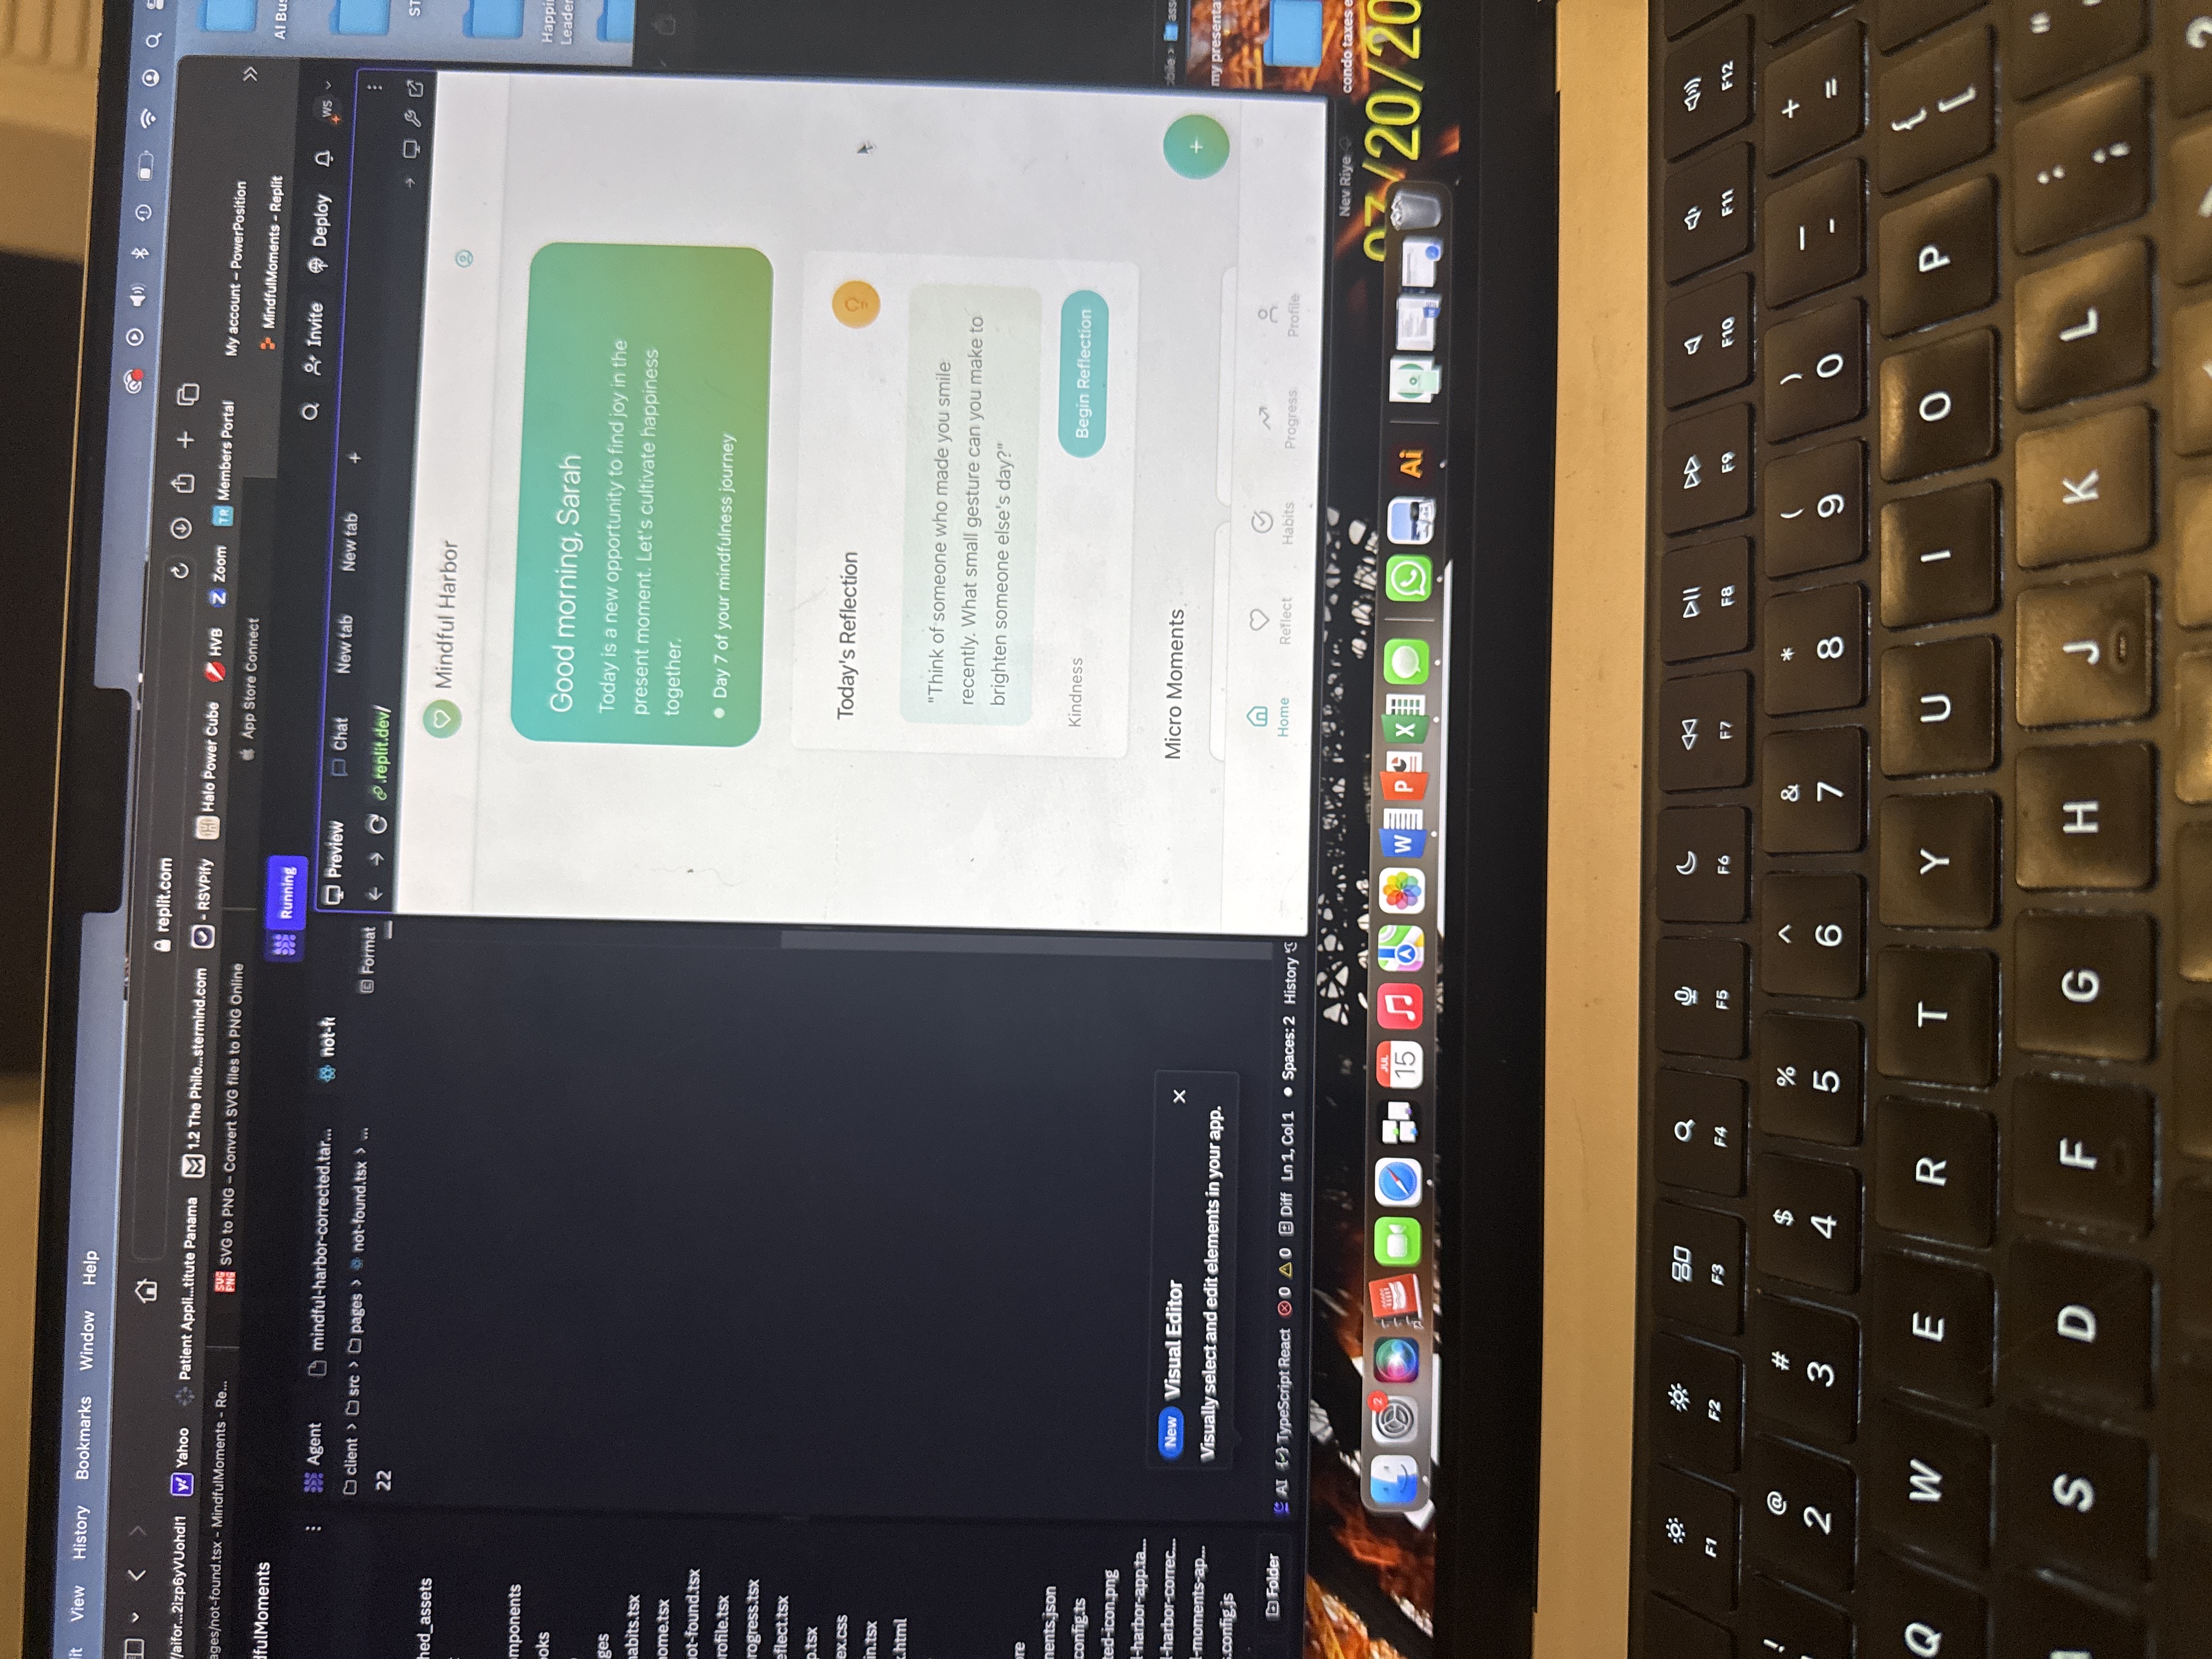 View History Bookmarks Window Help
replit.com
Yahoo
Patient Appli...titute Panama
1.2 The Philo...stermind.com
- RSVPify
Halo Power Cube
HVB
Zoom
TR Members Portal
My account – PowerPosition
ages/not-found.tsx - MindfulMoments - Re...
SVG to PNG – Convert SVG files to PNG Online
App Store Connect
MindfulMoments - Replit
dfulMoments
Running
Invite
Deploy
WS
Agent
mindful-harbor-corrected.tar...
client > src > pages > not-found.tsx > ...
Format
22
hed_assets
mponents
ooks
ges
abits.tsx
ome.tsx
not-found.tsx
rofile.tsx
rogress.tsx
eflect.tsx
p.tsx
ex.css
in.tsx
x.html
ore
nents.json
config.ts
ted-icon.png
l-harbor-app.ta...
l-harbor-correc...
l-moments-ap...
s.config.js
Folder
New Visual Editor
Visually select and edit elements in your app.
AI TypeScript React 0 0 Diff Ln 1, Col 1 Spaces: 2 History
Preview
Chat
New tab
New tab
.replit.dev/
Mindful Harbor
Good morning, Sarah
Today is a new opportunity to find joy in the
present moment. Let's cultivate happiness
together.
Day 7 of your mindfulness journey
Today's Reflection
"Think of someone who made you smile
recently. What small gesture can you make to
brighten someone else's day?"
Kindness
Begin Reflection
Micro Moments
+
Home
Reflect
Habits
Progress
Profile
AI Bus
ST
Happi
Leader
my presenta
Nev Riye
condo taxes e
07/20/20
2
JUL
15
W
P
X
Ai
F1 F2 F3 F4 F5 F6 F7 F8 F9 F10 F11 F12
! @ # $ % ^ & * ( ) — +
2 3 4 5 6 7 8 9 0 - =
Q W E R T Y U I O P { [
S D F G H J K L : ; "